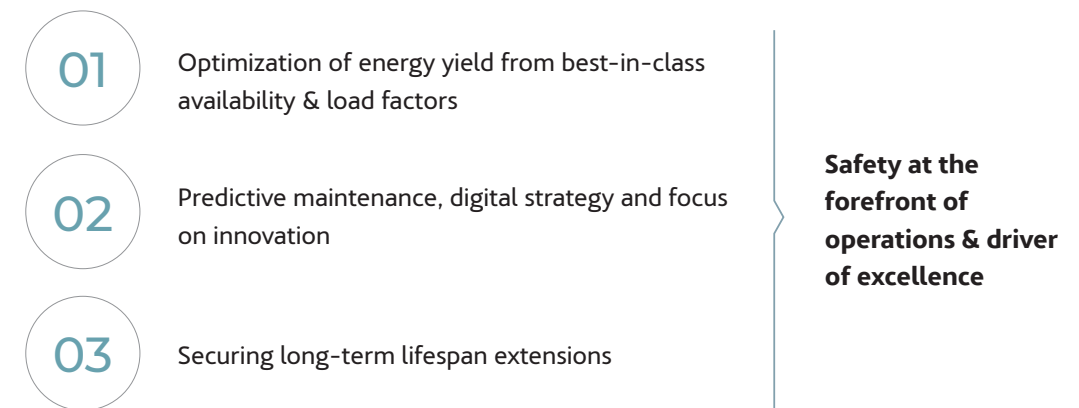 01
Optimization of energy yield from best-in-class
availability & load factors
02
Predictive maintenance, digital strategy and focus
on innovation
03
Securing long-term lifespan extensions
Safety at the
forefront of
operations & driver
of excellence